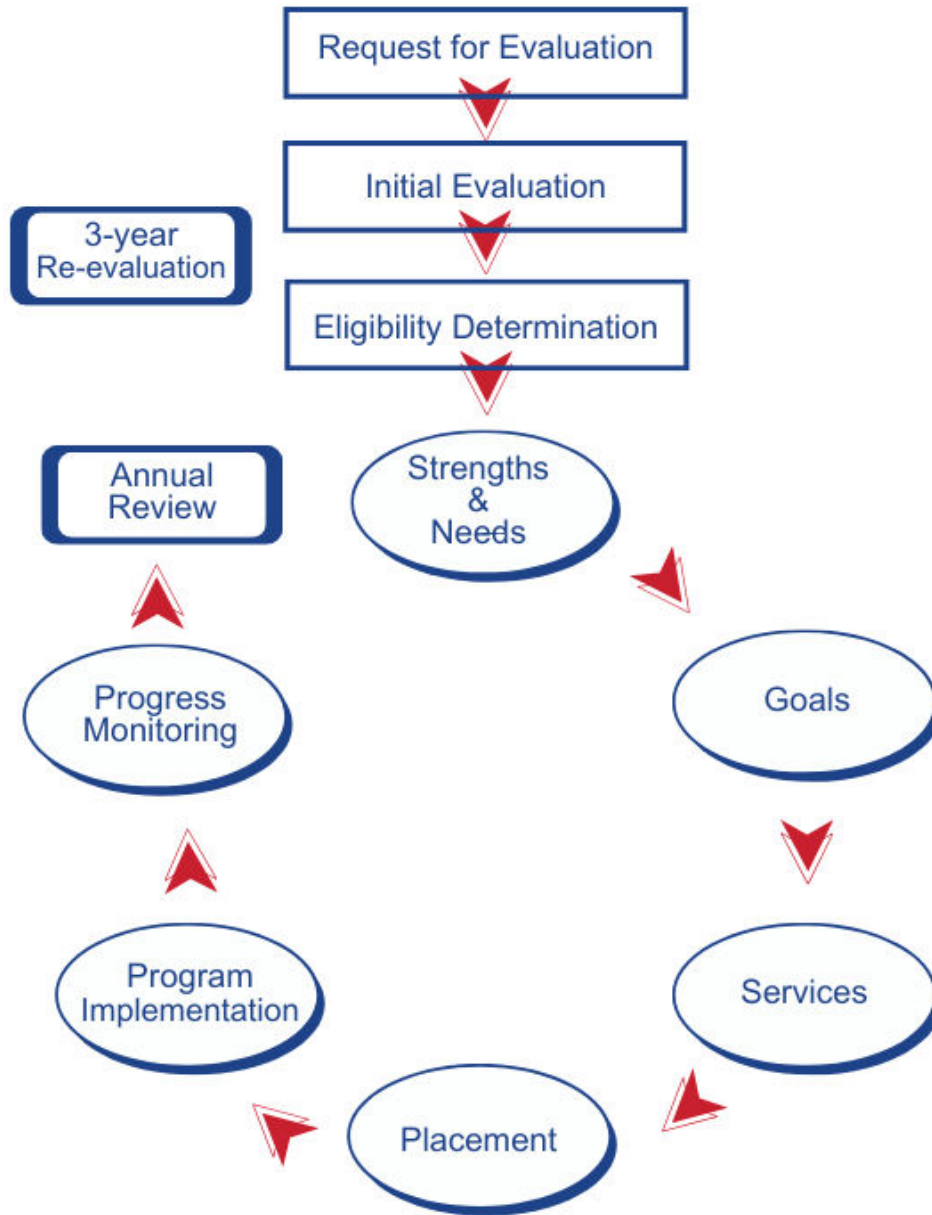 Request for Evaluation
Initial Evaluation
3-year
Re-evaluation
Eligibility Determination
Annual
Review
Strengths
&
Needs
Progress
Monitoring
Goals
Program
Implementation
Services
Placement